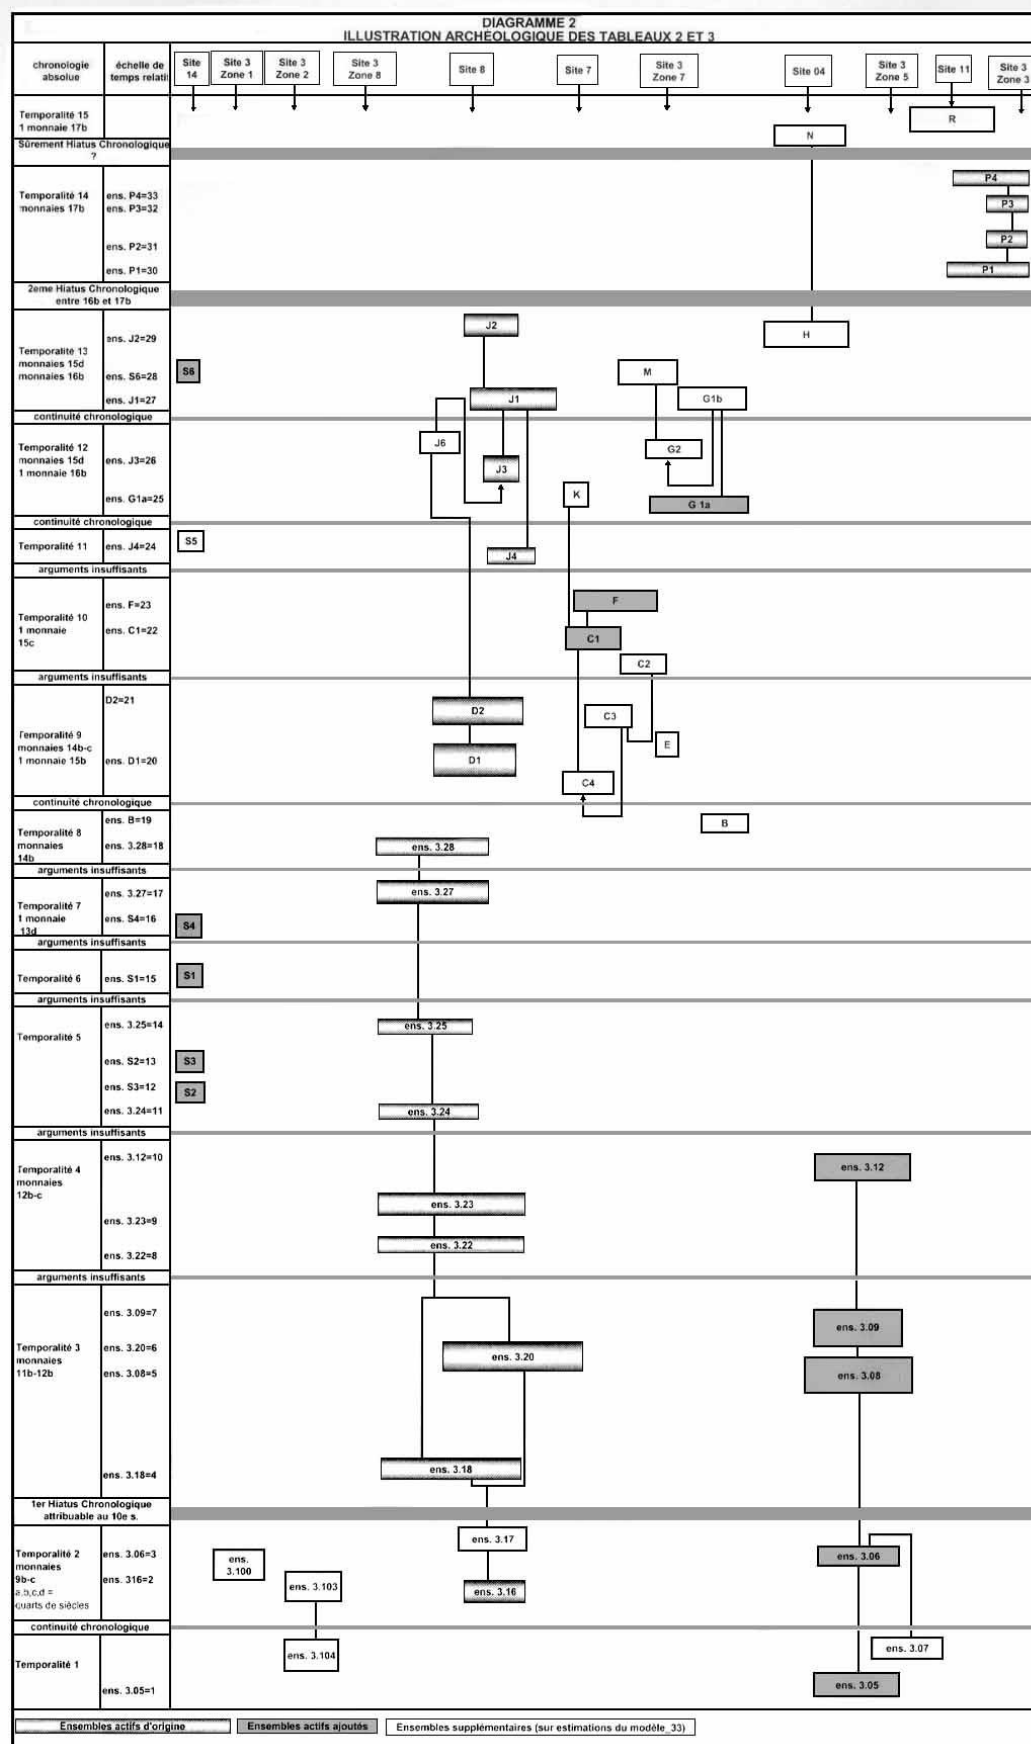 DIAGRAMME 2
ILLUSTRATION ARCHÉOLOGIQUE DES TABLEAUX 2 ET 3
chronologie absolue
échelle de temps relati
Site 14
Site 3 Zone 1
Site 3 Zone 2
Site 3 Zone 8
Site 8
Site 7
Site 3 Zone 7
Site 04
Site 3 Zone 5
Site 11
Site 3 Zone 3
Temporalité 15
1 monnaie 17b
R
N
Sûrement Hiatus Chronologique
?
Temporalité 14
monnaies 17b
ens. P4=33
ens. P3=32
ens. P2=31
ens. P1=30
P4
P3
P2
P1
2eme Hiatus Chronologique
entre 16b et 17b
Temporalité 13
monnaies 15d
monnaies 16b
ens. J2=29
ens. S6=28
ens. J1=27
J2
H
S6
M
J1
G1b
continuité chronologique
Temporalité 12
monnaies 15d
1 monnaie 16b
ens. J3=26
ens. G1a=25
J6
J3
G2
K
G 1a
continuité chronologique
Temporalité 11
ens. J4=24
S5
J4
arguments insuffisants
Temporalité 10
1 monnaie
15c
ens. F=23
ens. C1=22
F
C1
C2
arguments insuffisants
Temporalité 9
monnaies 14b-c
1 monnaie 15b
D2=21
ens. D1=20
D2
C3
E
D1
C4
continuité chronologique
Temporalité 8
monnaies
14b
ens. B=19
ens. 3.28=18
B
ens. 3.28
arguments insuffisants
Temporalité 7
1 monnaie
13d
ens. 3.27=17
ens. S4=16
ens. 3.27
S4
arguments insuffisants
Temporalité 6
ens. S1=15
S1
arguments insuffisants
Temporalité 5
ens. 3.25=14
ens. S2=13
ens. S3=12
ens. 3.24=11
ens. 3.25
S3
S2
ens. 3.24
arguments insuffisants
Temporalité 4
monnaies
12b-c
ens. 3.12=10
ens. 3.23=9
ens. 3.22=8
ens. 3.12
ens. 3.23
ens. 3.22
arguments insuffisants
Temporalité 3
monnaies
11b-12b
ens. 3.09=7
ens. 3.20=6
ens. 3.08=5
ens. 3.18=4
ens. 3.09
ens. 3.20
ens. 3.08
ens. 3.18
1er Hiatus Chronologique
attribuable au 10e s.
Temporalité 2
monnaies
9b-c
a,b,c,d =
quarts de siècles
ens. 3.06=3
ens. 316=2
ens. 3.17
ens.
3.100
ens. 3.06
ens. 3.103
ens. 3.16
continuité chronologique
Temporalité 1
ens. 3.05=1
ens. 3.104
ens. 3.07
ens. 3.05
Ensembles actifs d'origine
Ensembles actifs ajoutés
Ensembles supplémentaires (sur estimations du modèle_33)